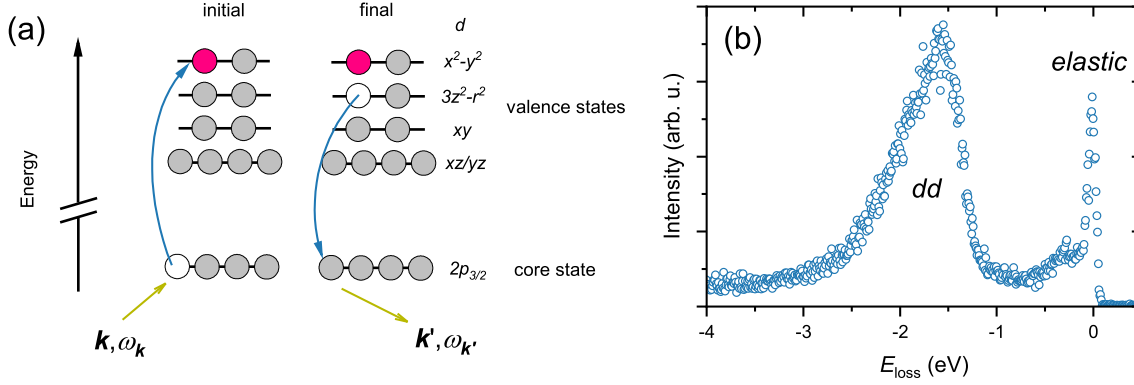 (a)
initial
final
d
x²-y²
3z²-r²
xy
xz/yz
valence states
Energy
2p3/2
core state
k,ωk
k',ωk'
(b)
elastic
dd
Intensity (arb. u.)
-4
-3
-2
-1
0
Eloss (eV)